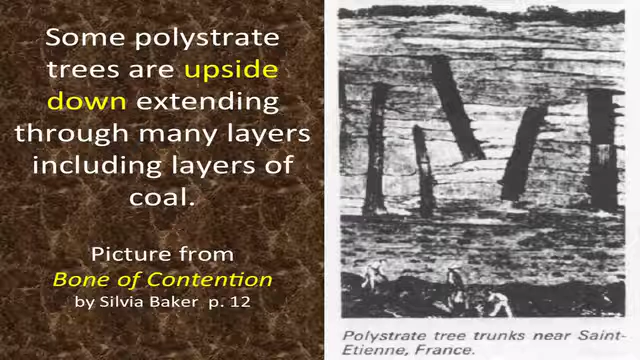 Some polystrate
trees are upside
down extending
through many layers
including layers of
coal.
Picture from
Bone of Contention
by Silvia Baker  p. 12
Polystrate tree trunks near Saint-
Etienne, France.